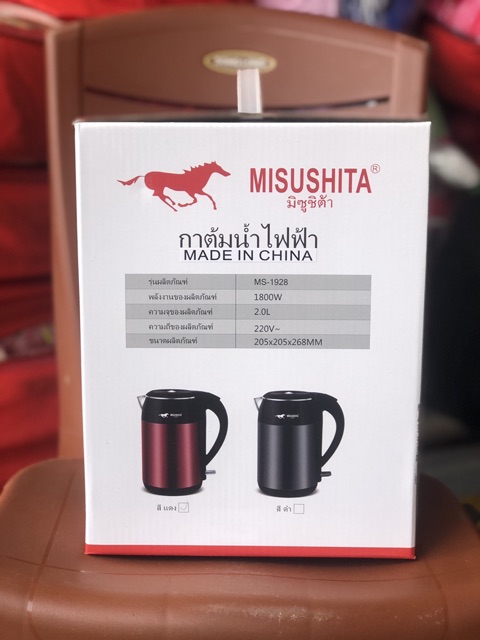 MISUSHITA®
มิซูชิต้า
กาต้มน้ำไฟฟ้า
MADE IN CHINA
รุ่นผลิตภัณฑ์ MS-1928
พลังงานของผลิตภัณฑ์ 1800W
ความจุของผลิตภัณฑ์ 2.0L
ความถี่ของผลิตภัณฑ์ 220V~
ขนาดผลิตภัณฑ์ 205x205x268MM
สี แดง สี ดำ